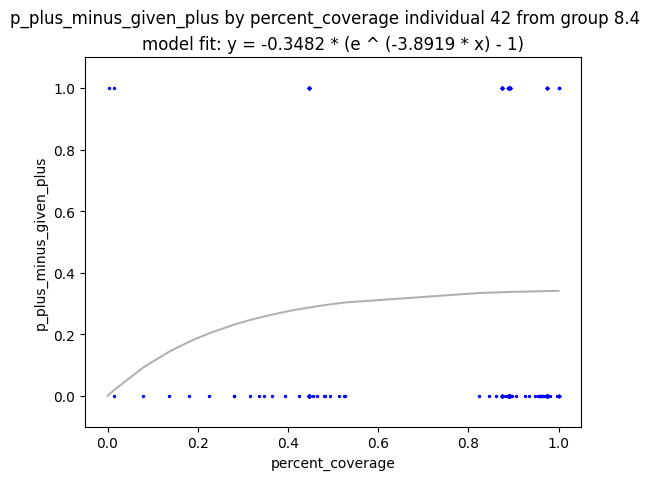 p_plus_minus_given_plus by percent_coverage individual 42 from group 8.4
model fit: y = -0.3482 * (e ^ (-3.8919 * x) - 1)
p_plus_minus_given_plus
1.0
0.8
0.6
0.4
0.2
0.0
0.0 0.2 0.4 0.6 0.8 1.0
percent_coverage